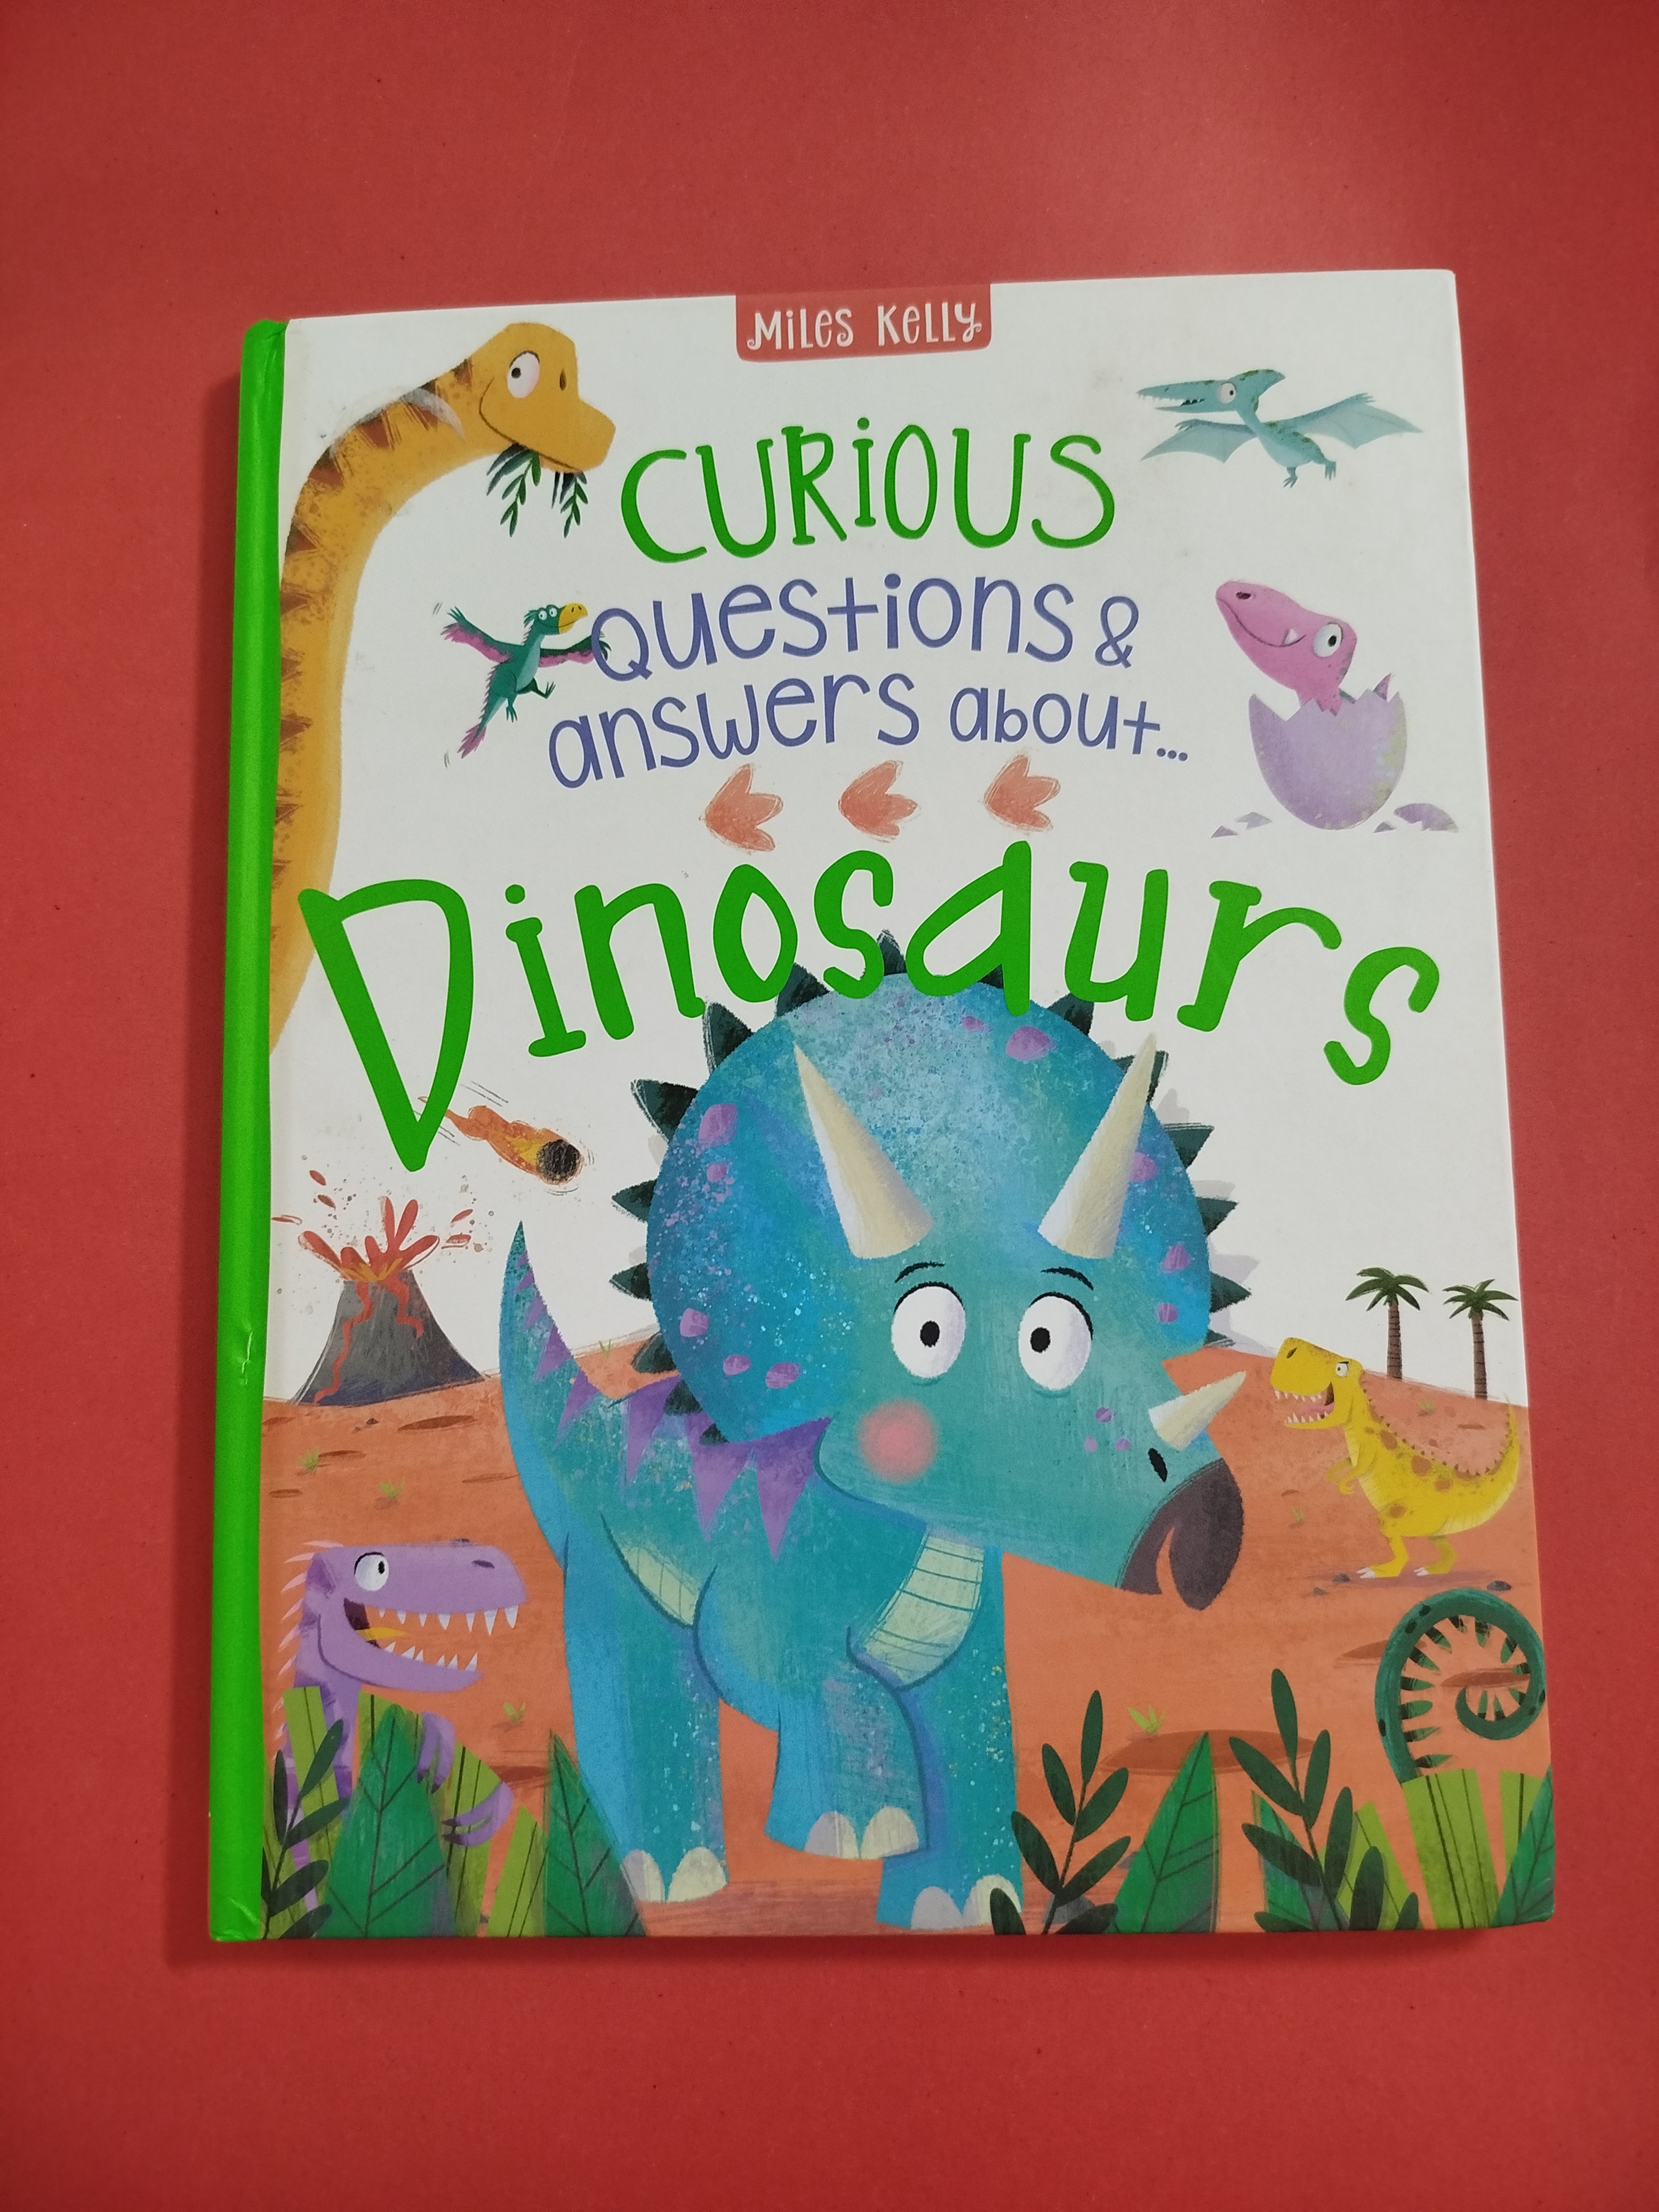 Miles Kelly
CURiOUS
questions &
answers about...
Dinosaurs